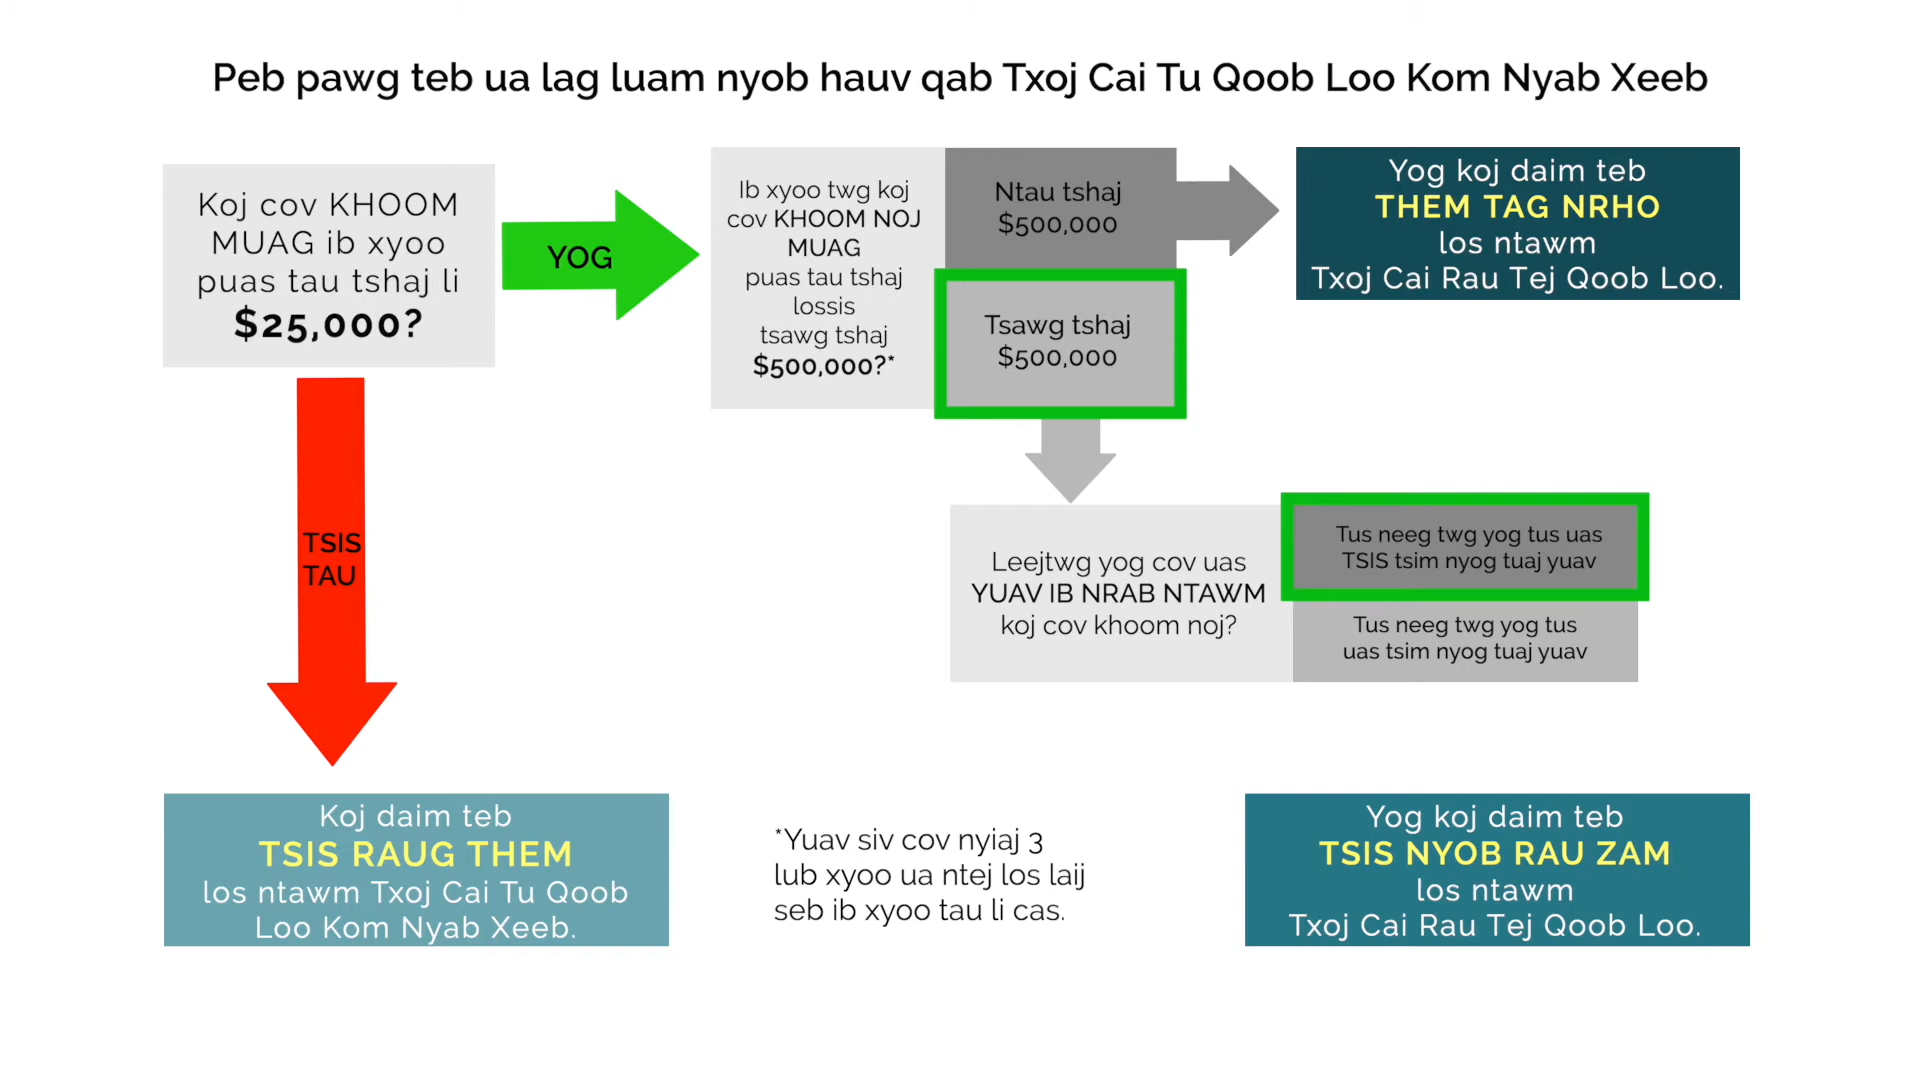 Peb pawg teb ua lag luam nyob hauv qab Txoj Cai Tu Qoob Loo Kom Nyab Xeeb
Koj cov KHOOM
MUAG ib xyoo
puas tau tshaj li
$25,000?
YOG
Ib xyoo twg koj
cov KHOOM NOJ
MUAG
puas tau tshaj
lossis
tsawg tshaj
$500,000?*
Ntau tshaj
$500,000
Tsawg tshaj
$500,000
Yog koj daim teb
THEM TAG NRHO
los ntawm
Txoj Cai Rau Tej Qoob Loo.
TSIS
TAU
Leejtwg yog cov uas
YUAV IB NRAB NTAWM
koj cov khoom noj?
Tus neeg twg yog tus uas
TSIS tsim nyog tuaj yuav
Tus neeg twg yog tus
uas tsim nyog tuaj yuav
Koj daim teb
TSIS RAUG THEM
los ntawm Txoj Cai Tu Qoob
Loo Kom Nyab Xeeb.
*Yuav siv cov nyiaj 3
lub xyoo ua ntej los laij
seb ib xyoo tau li cas.
Yog koj daim teb
TSIS NYOB RAU ZAM
los ntawm
Txoj Cai Rau Tej Qoob Loo.